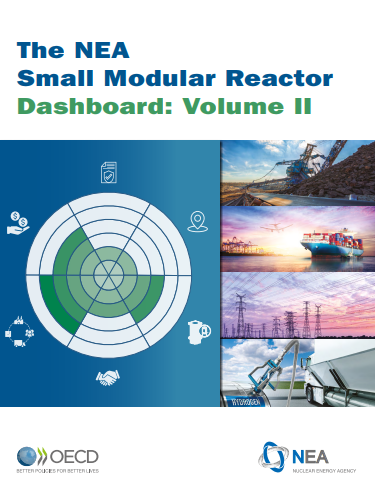 The NEA
Small Modular Reactor
Dashboard: Volume II
HYDROGEN
OECD
BETTER POLICIES FOR BETTER LIVES
NEA
NUCLEAR ENERGY AGENCY